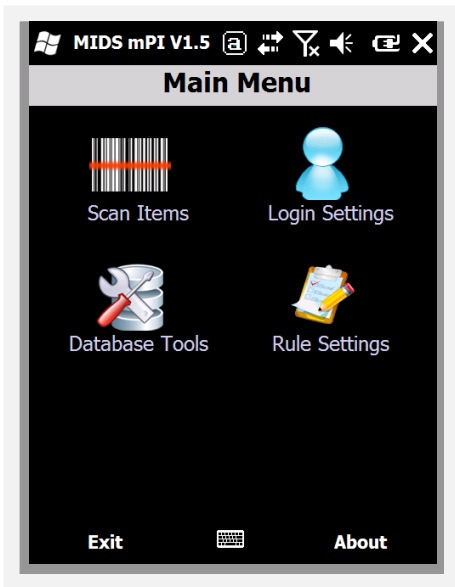 MIDS mPI V1.5
Main Menu
Scan Items
Login Settings
Database Tools
Rule Settings
Exit
About